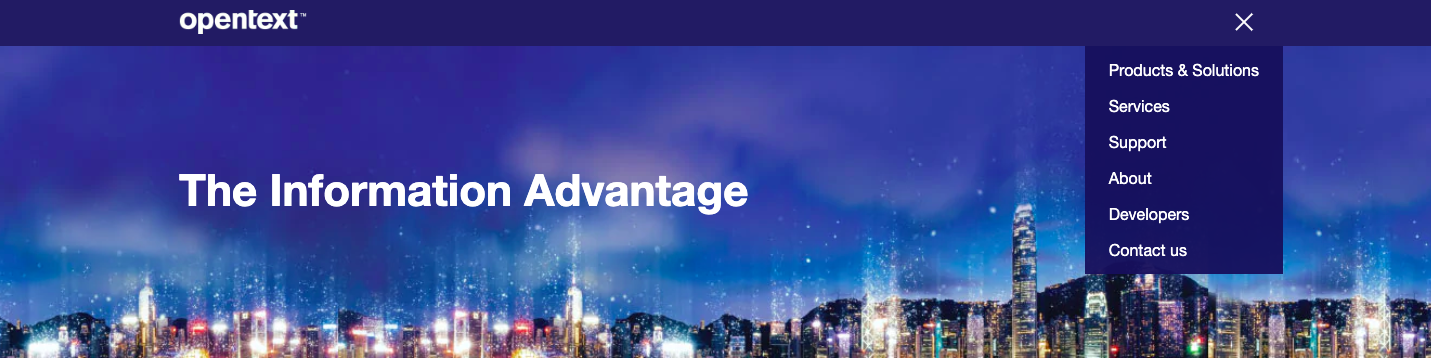 opentext™
Products & Solutions
Services
Support
About
Developers
Contact us
The Information Advantage